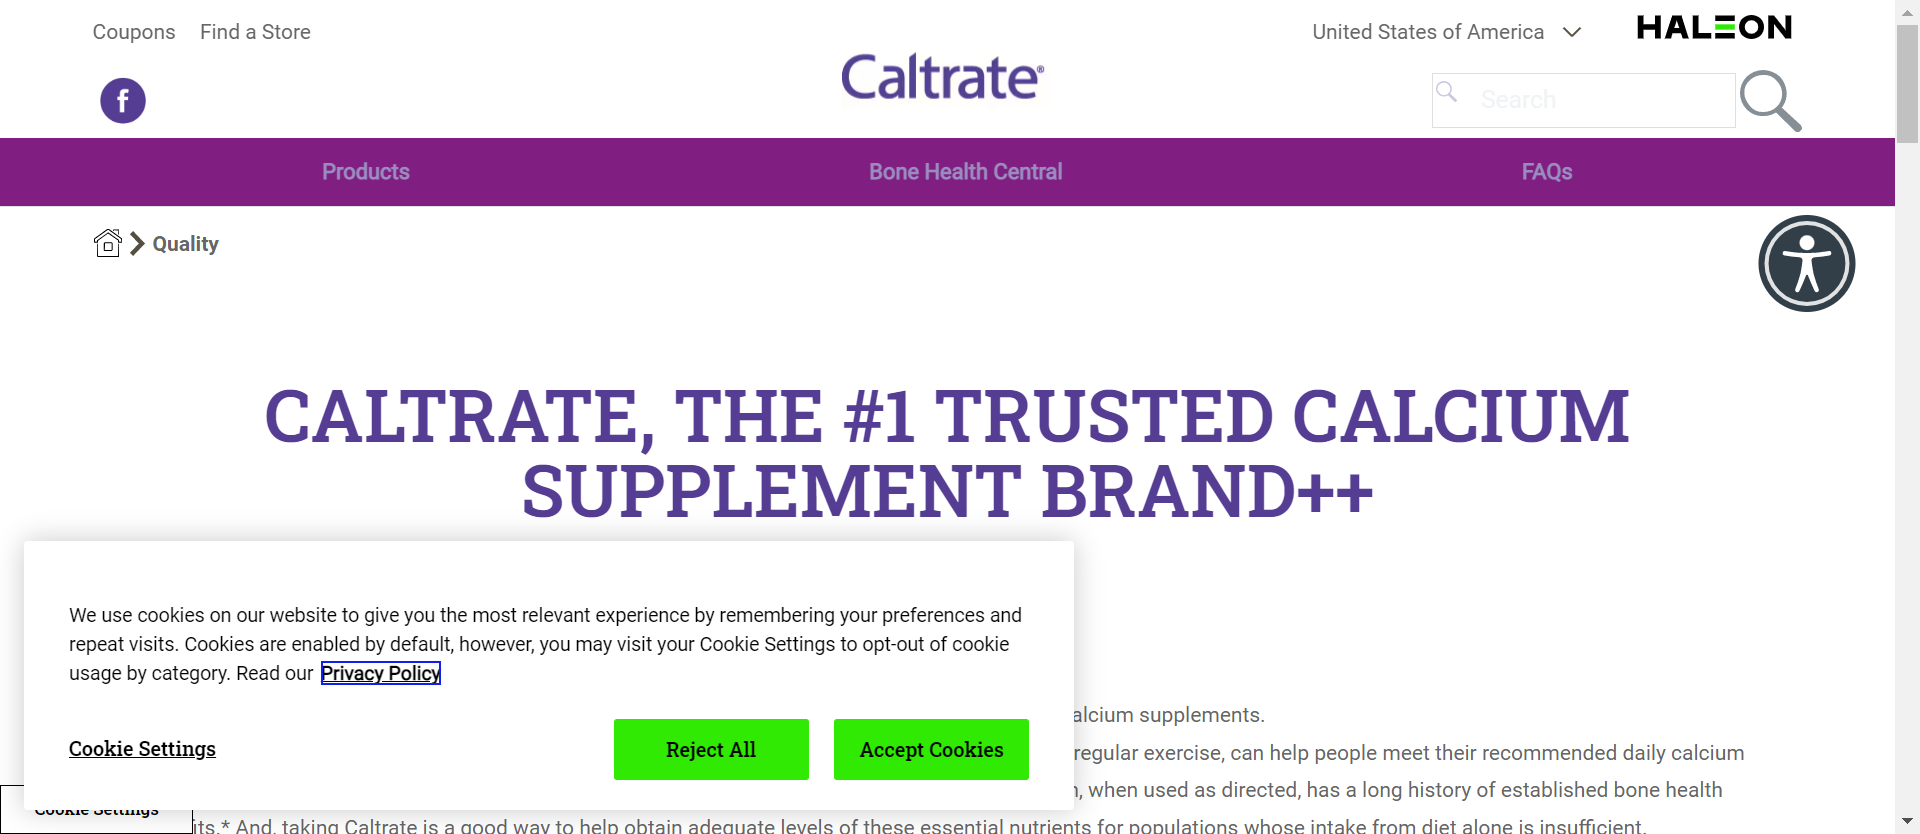 Coupons Find a Store
United States of America
HALEON
Caltrate®
Search
Products Bone Health Central FAQs
Quality
CALTRATE, THE #1 TRUSTED CALCIUM
SUPPLEMENT BRAND++
We use cookies on our website to give you the most relevant experience by remembering your preferences and
repeat visits. Cookies are enabled by default, however, you may visit your Cookie Settings to opt-out of cookie
usage by category. Read our Privacy Policy
Cookie Settings Reject All Accept Cookies
alcium supplements.
regular exercise, can help people meet their recommended daily calcium
, when used as directed, has a long history of established bone health
Cookie Settings
its.* And, taking Caltrate is a good way to help obtain adequate levels of these essential nutrients for populations whose intake from diet alone is insufficient.